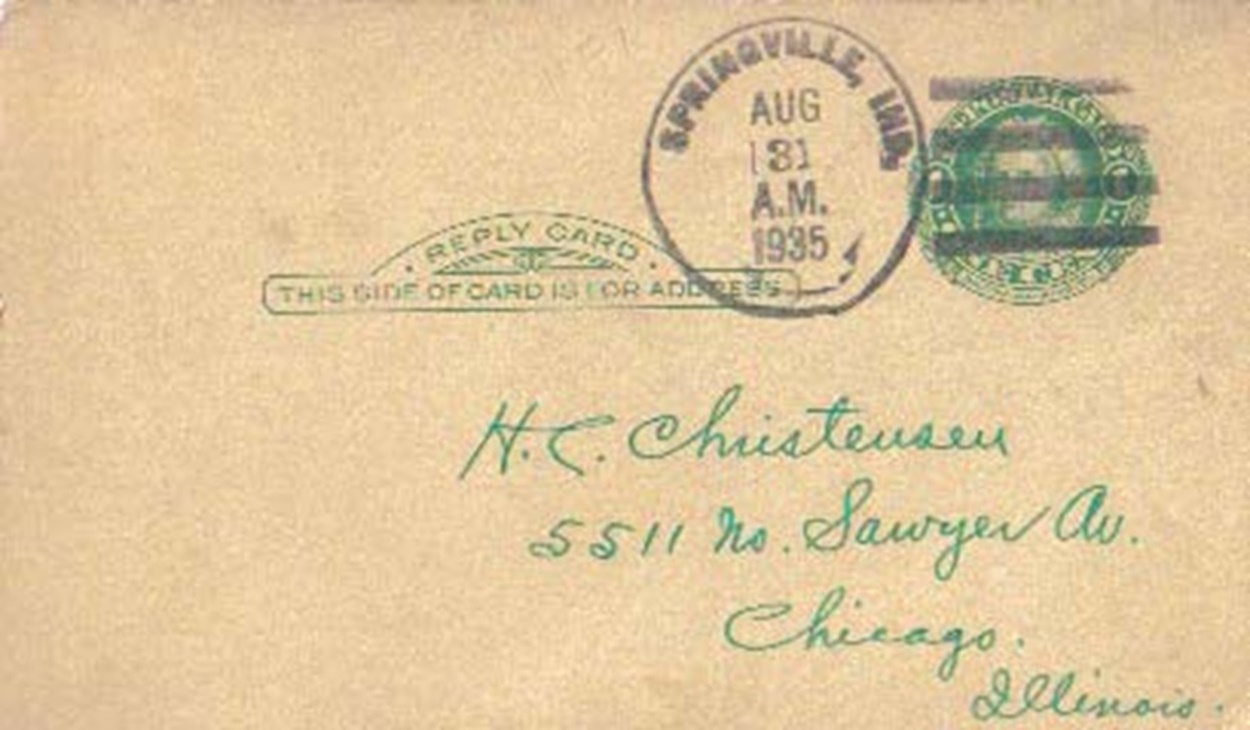 SPRINGVILLE, IND.
AUG
31
A.M.
1935
REPLY CARD
THIS SIDE OF CARD IS FOR ADDRESS
H. C. Christensen
5511 No. Sawyer Av.
Chicago.
Illinois.